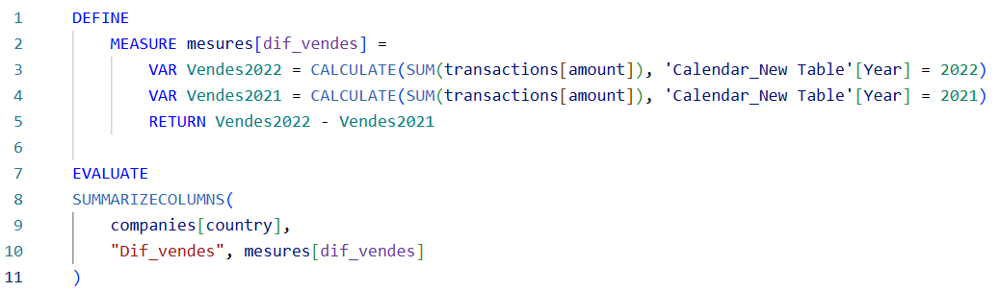 1 DEFINE
2 MEASURE mesures[dif_vendes] =
3 VAR Vendes2022 = CALCULATE(SUM(transactions[amount]), 'Calendar_New Table'[Year] = 2022)
4 VAR Vendes2021 = CALCULATE(SUM(transactions[amount]), 'Calendar_New Table'[Year] = 2021)
5 RETURN Vendes2022 - Vendes2021
6
7 EVALUATE
8 SUMMARIZECOLUMNS(
9 companies[country],
10 "Dif_vendes", mesures[dif_vendes]
11 )